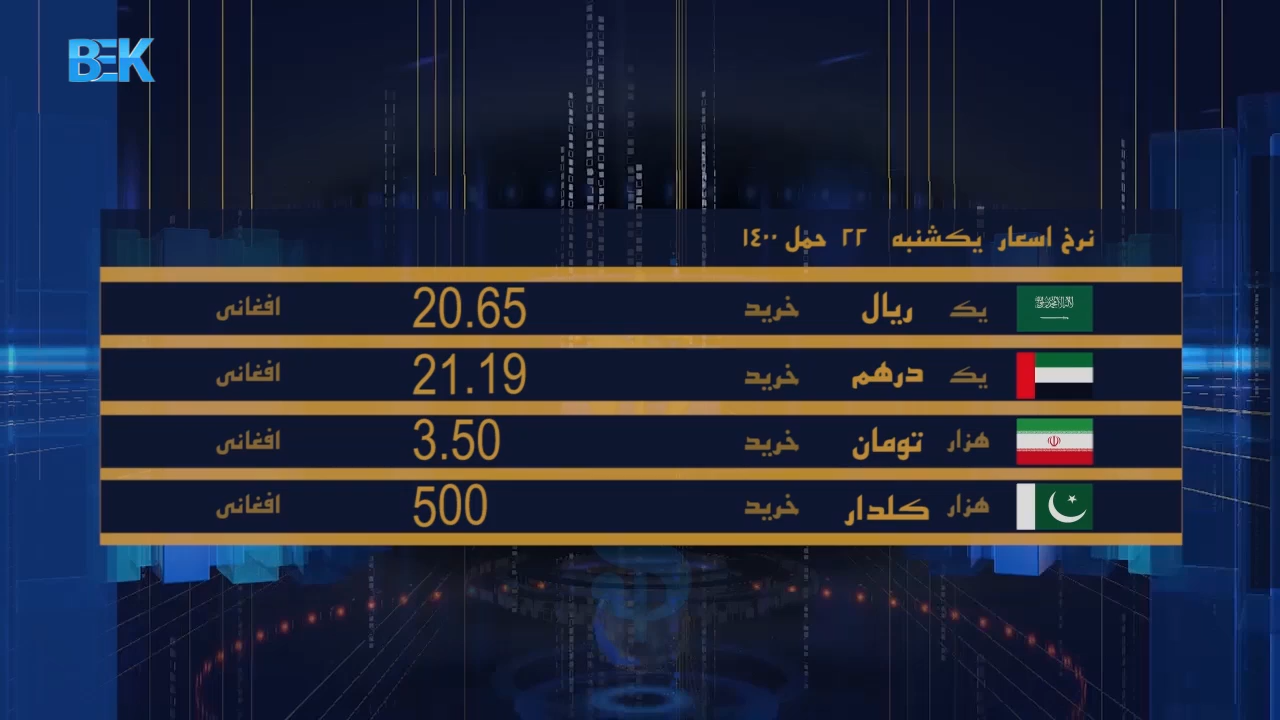 BEK
نرخ اسعار یکشنبه ۲۲ حمل ۱٤۰۰
یک ریال خرید 20.65 افغانی
یک درهم خرید 21.19 افغانی
هزار تومان خرید 3.50 افغانی
هزار کلدار خرید 500 افغانی